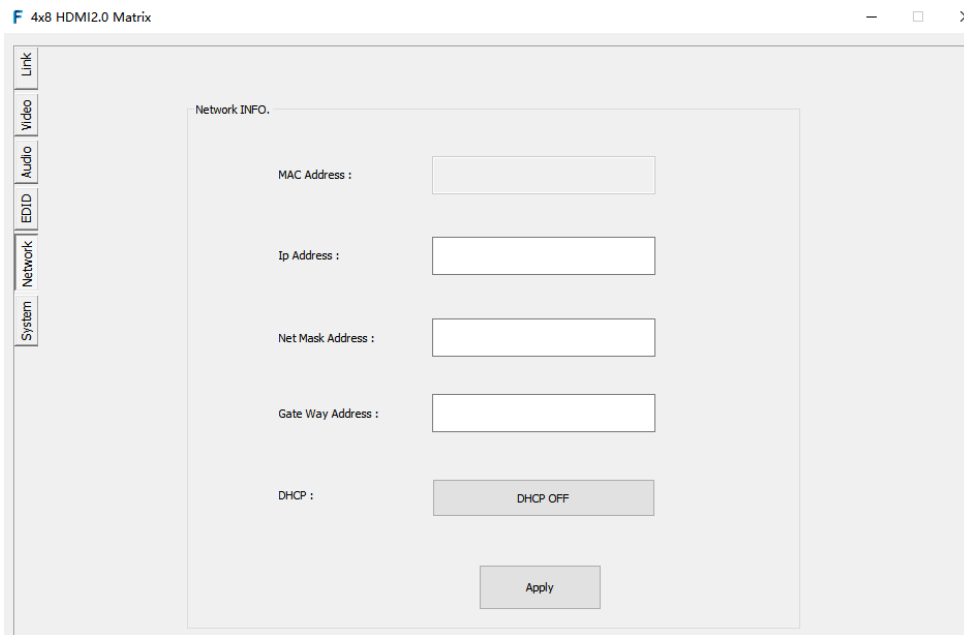 F 4x8 HDMI2.0 Matrix
Link
Video
Audio
EDID
Network
System
Network INFO.
MAC Address :
Ip Address :
Net Mask Address :
Gate Way Address :
DHCP :
DHCP OFF
Apply